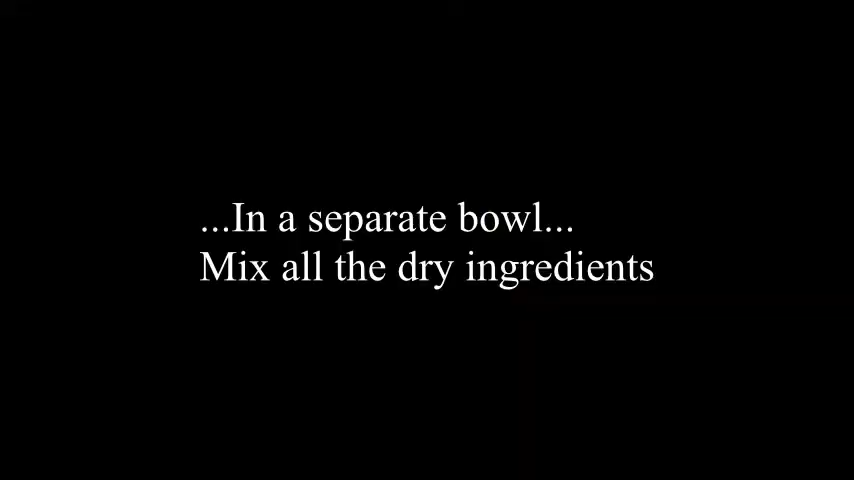 ...In a separate bowl...
Mix all the dry ingredients